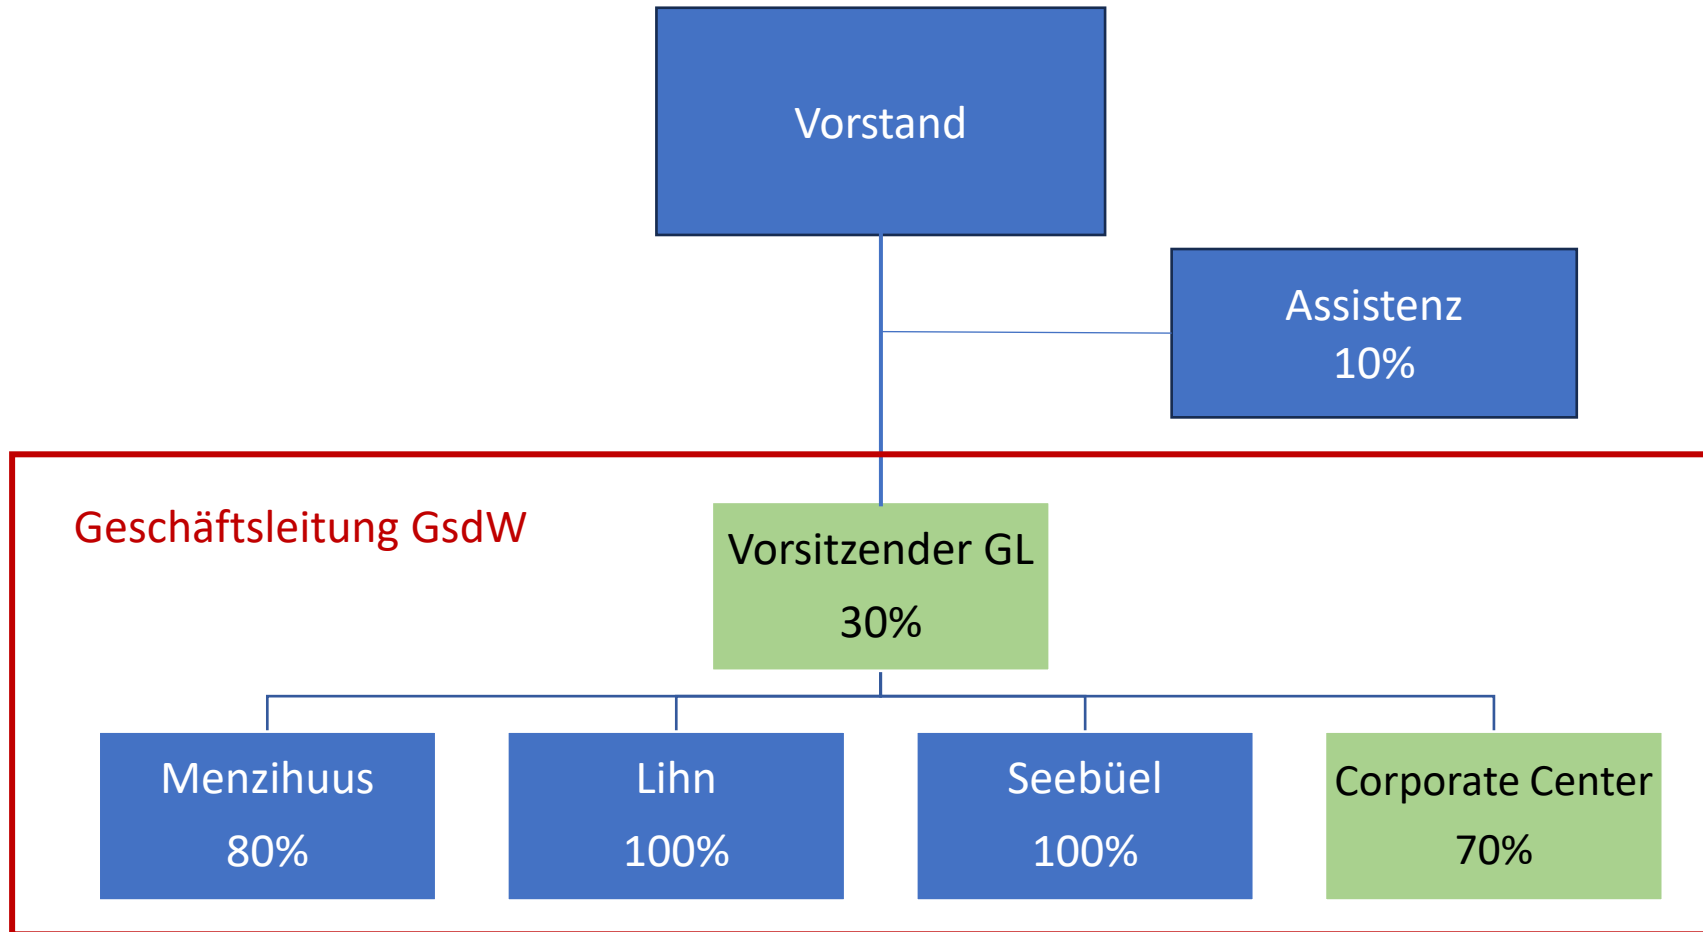 Vorstand
Assistenz
10%
Geschäftsleitung GsdW
Vorsitzender GL
30%
Menzihuus
80%
Lihn
100%
Seebüel
100%
Corporate Center
70%